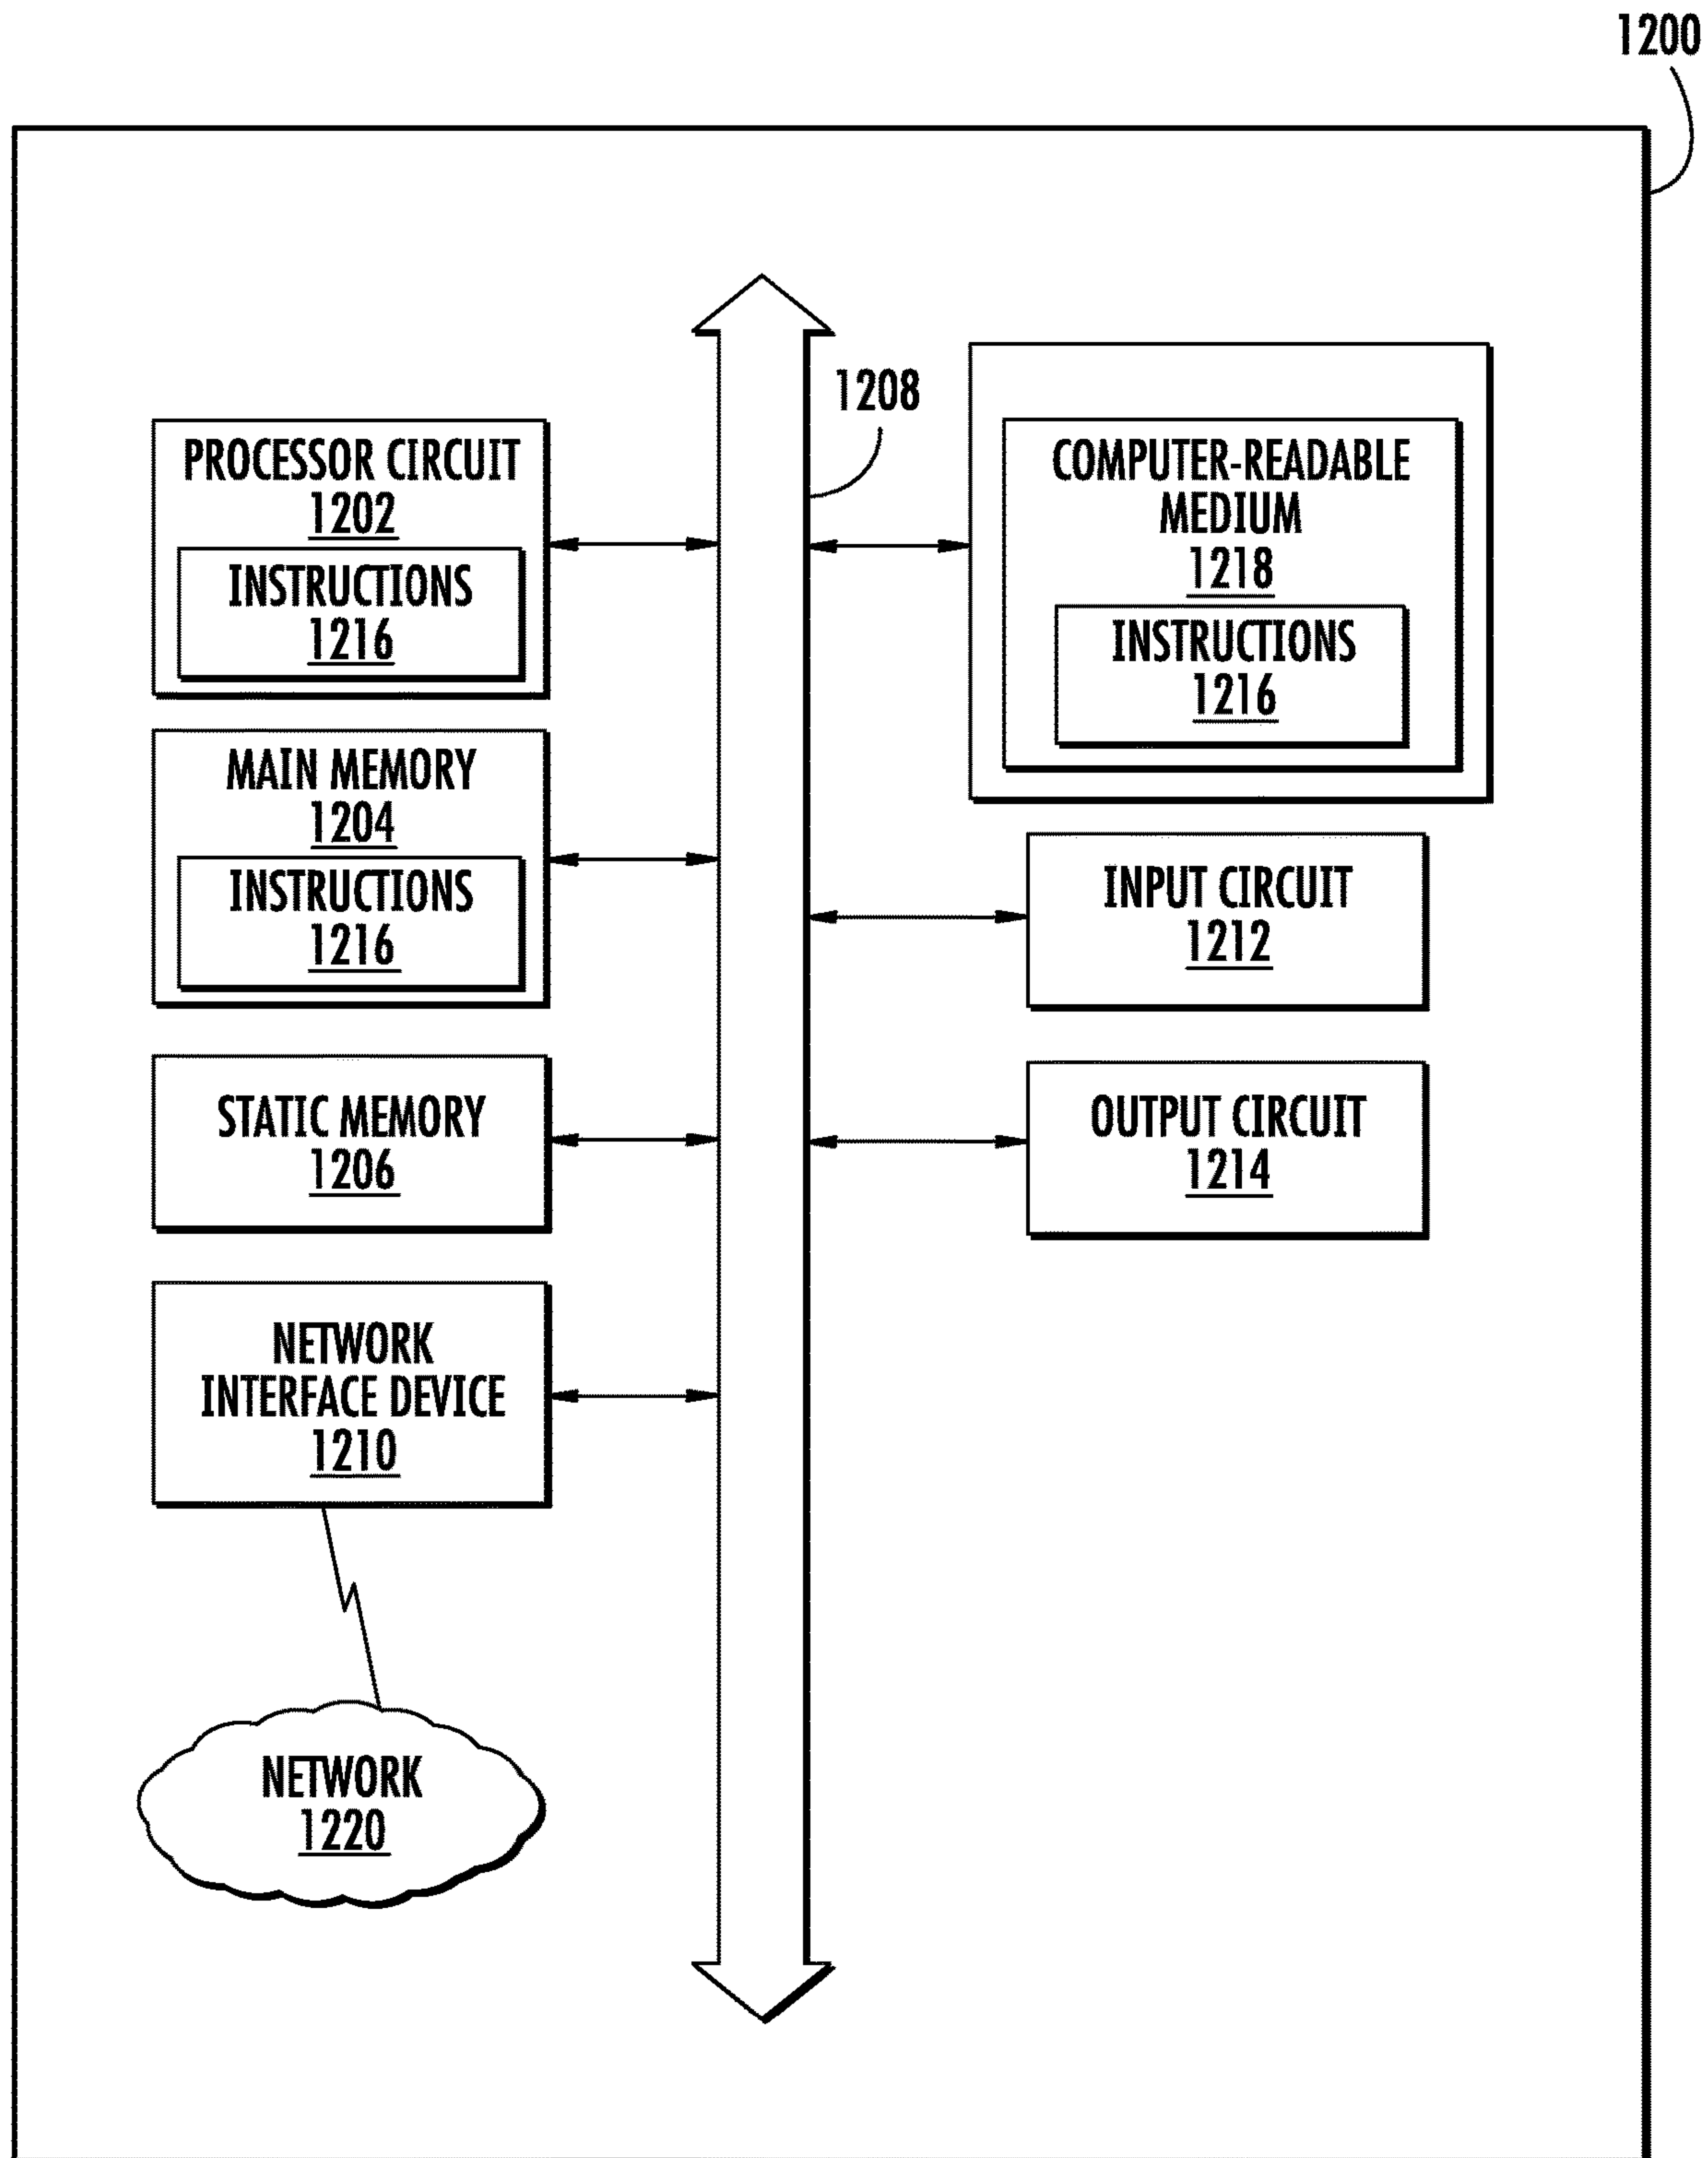 1200
1208
PROCESSOR CIRCUIT
1202
INSTRUCTIONS
1216
MAIN MEMORY
1204
INSTRUCTIONS
1216
STATIC MEMORY
1206
NETWORK
INTERFACE DEVICE
1210
NETWORK
1220
COMPUTER-READABLE
MEDIUM
1218
INSTRUCTIONS
1216
INPUT CIRCUIT
1212
OUTPUT CIRCUIT
1214